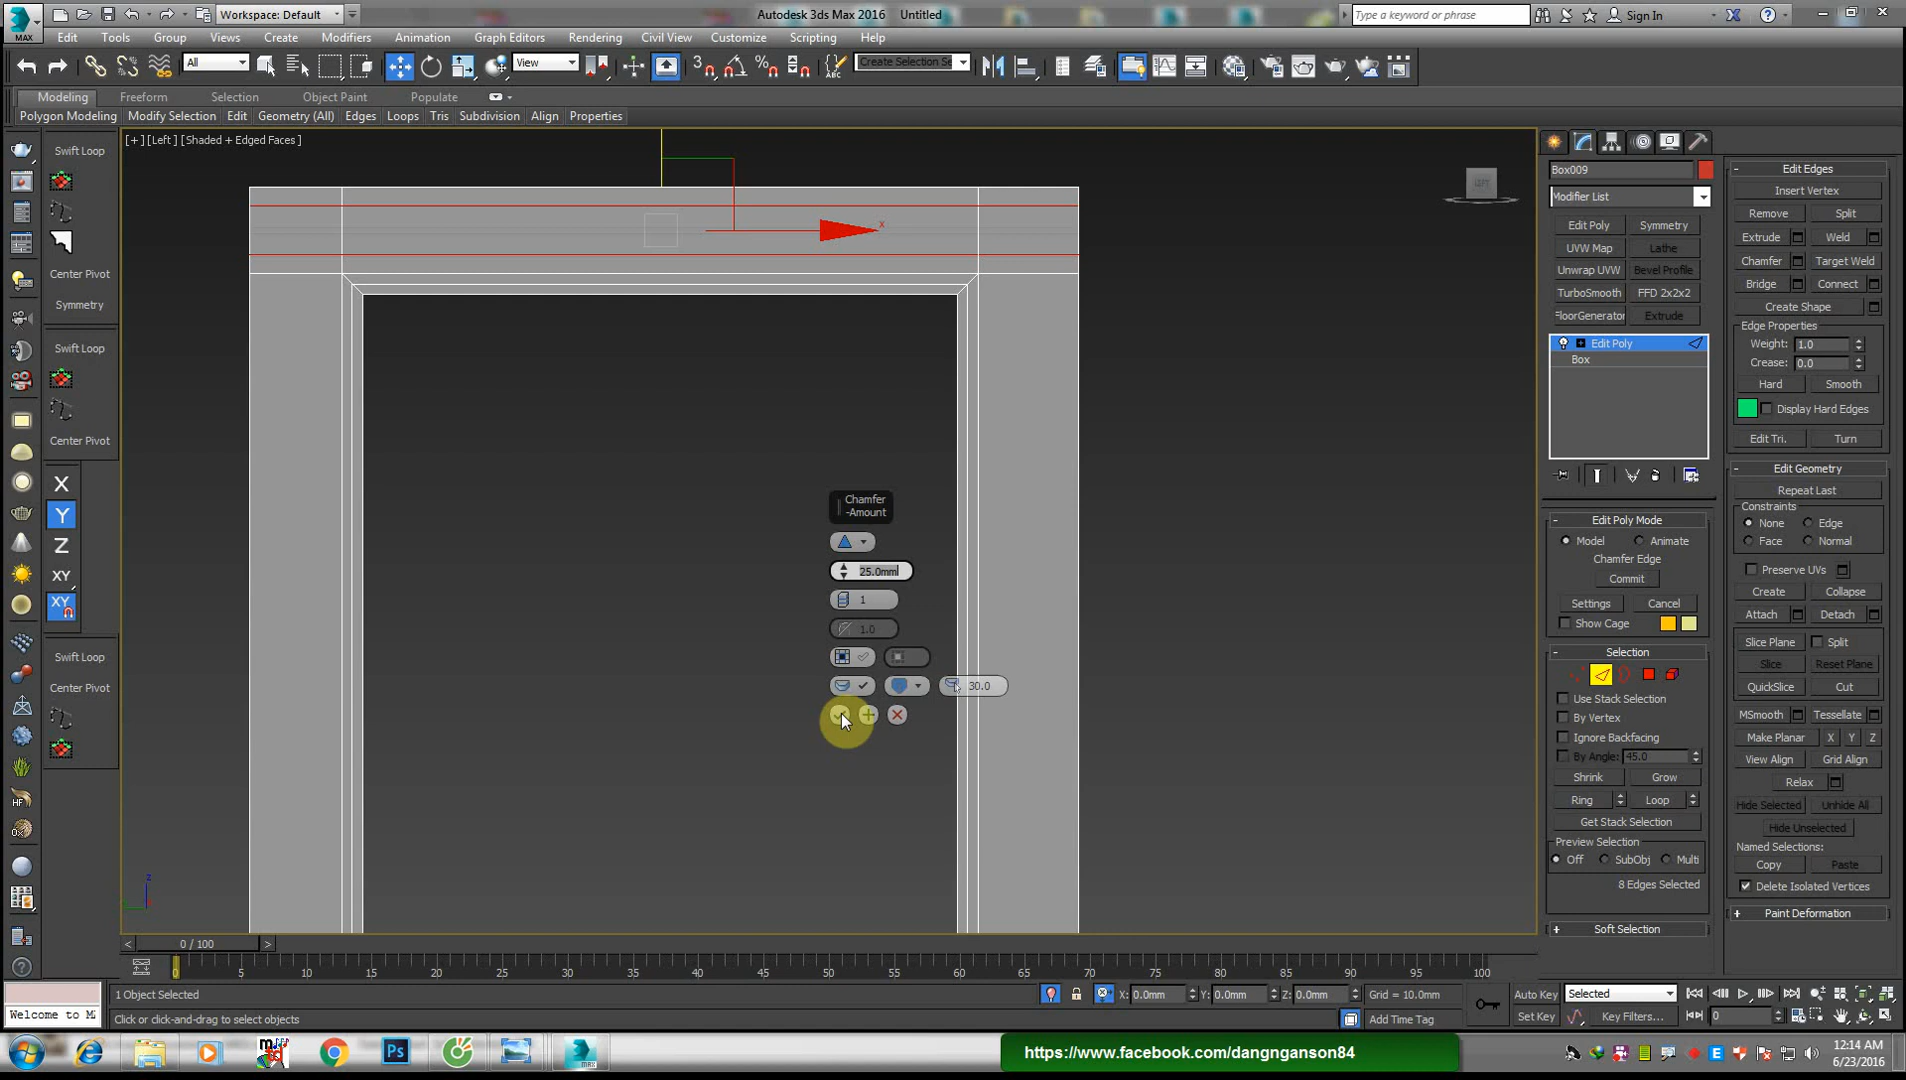 Workspace: Default
Autodesk 3ds Max 2016 Untitled
Type a keyword or phrase
Sign In
MAX
Edit Tools Group Views Create Modifiers Animation Graph Editors Rendering Civil View Customize Scripting Help
All
View
Create Selection Se
Modeling Freeform Selection Object Paint Populate
Polygon Modeling Modify Selection Edit Geometry (All) Edges Loops Tris Subdivision Align Properties
[+] [Left] [Shaded + Edged Faces]
Swift Loop
Center Pivot
Symmetry
Swift Loop
Center Pivot
X
Y
Z
XY
XY
Swift Loop
Center Pivot
x
z
LEFT
Chamfer
-Amount
25.0mm
1
1.0
30.0
Box009
Modifier List
Edit Poly Symmetry
UVW Map Lathe
Unwrap UVW Bevel Profile
TurboSmooth FFD 2x2x2
FloorGenerator Extrude
Edit Poly
Box
Edit Poly Mode
Model Animate
Chamfer Edge
Commit
Settings Cancel
Show Cage
Selection
Use Stack Selection
By Vertex
Ignore Backfacing
By Angle: 45.0
Shrink Grow
Ring Loop
Get Stack Selection
Preview Selection
Off SubObj Multi
8 Edges Selected
Soft Selection
Edit Edges
Insert Vertex
Remove Split
Extrude Weld
Chamfer Target Weld
Bridge Connect
Create Shape
Edge Properties
Weight: 1.0
Crease: 0.0
Hard Smooth
Display Hard Edges
Edit Tri. Turn
Edit Geometry
Repeat Last
Constraints
None Edge
Face Normal
Preserve UVs
Create Collapse
Attach Detach
Slice Plane Split
Slice Reset Plane
QuickSlice Cut
MSmooth Tessellate
Make Planar X Y Z
View Align Grid Align
Relax
Hide Selected Unhide All
Hide Unselected
Named Selections:
Copy Paste
Delete Isolated Vertices
Paint Deformation
< 0 / 100 >
0 5 10 15 20 25 30 35 40 45 50 55 60 65 70 75 80 85 90 95 100
1 Object Selected
X: 0.0mm Y: 0.0mm Z: 0.0mm Grid = 10.0mm
Auto Key Selected
Welcome to M
Click or click-and-drag to select objects
Add Time Tag
Set Key Key Filters... 0
Ps
MAX
https://www.facebook.com/dangnganson84
12:14 AM
6/23/2016